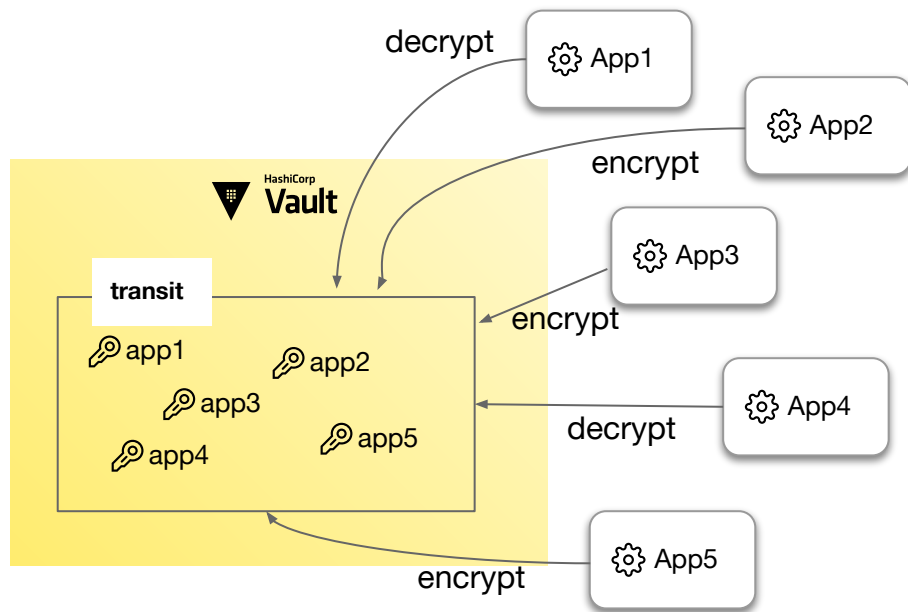 decrypt
App1
App2
encrypt
HashiCorp
Vault
App3
transit
encrypt
app1
app2
app3
App4
decrypt
app4
app5
App5
encrypt